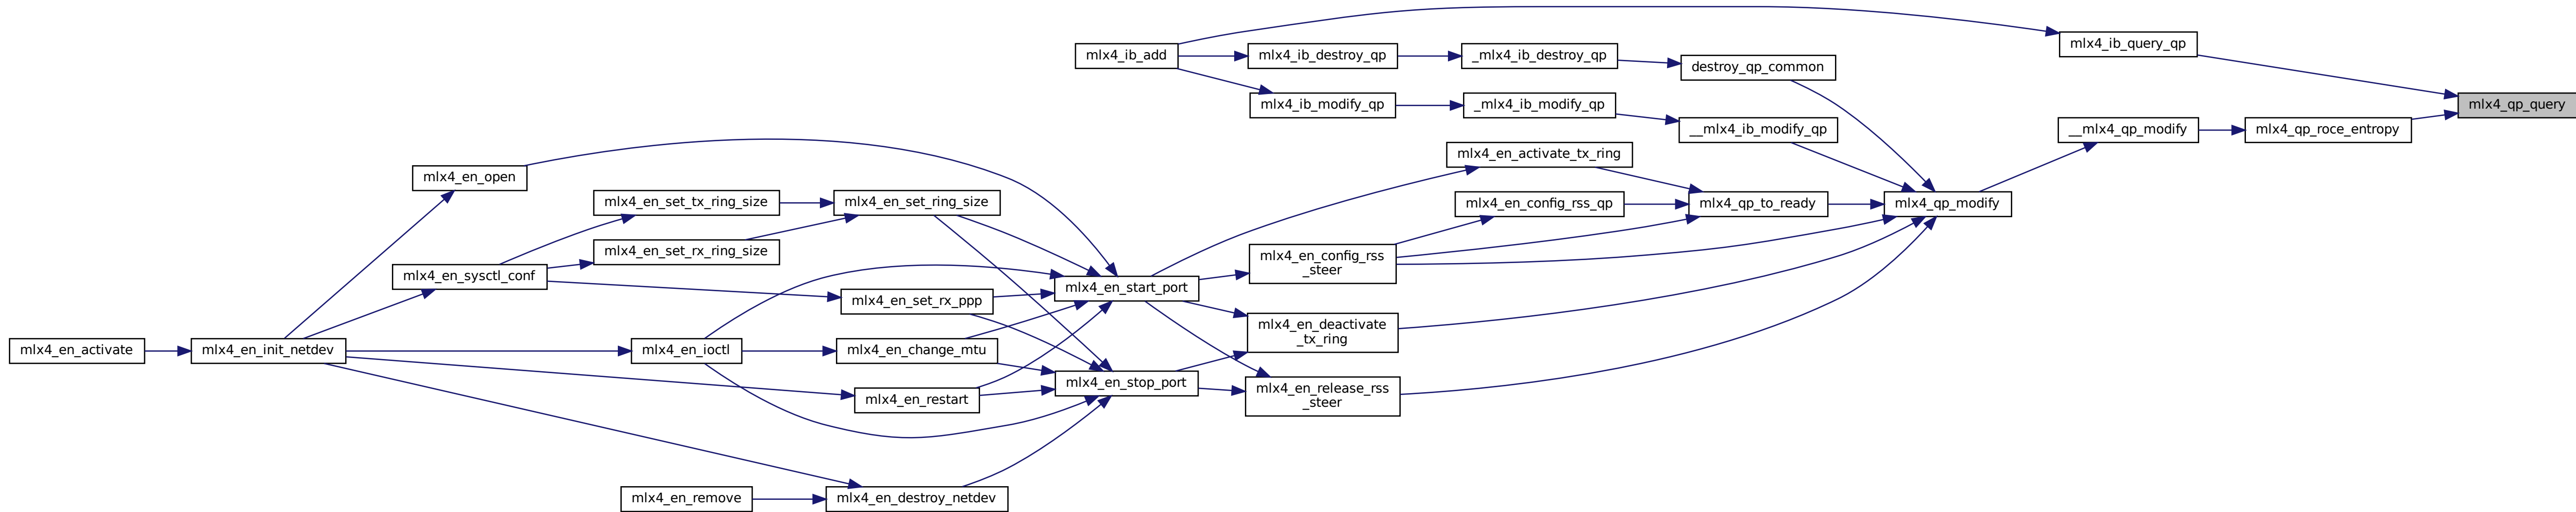 mlx4_ib_add
mlx4_ib_destroy_qp
_mlx4_ib_destroy_qp
destroy_qp_common
mlx4_ib_query_qp
mlx4_ib_modify_qp
_mlx4_ib_modify_qp
__mlx4_ib_modify_qp
mlx4_qp_query
__mlx4_qp_modify
mlx4_qp_roce_entropy
mlx4_en_activate_tx_ring
mlx4_en_open
mlx4_en_set_tx_ring_size
mlx4_en_set_ring_size
mlx4_en_config_rss_qp
mlx4_qp_to_ready
mlx4_qp_modify
mlx4_en_set_rx_ring_size
mlx4_en_config_rss
_steer
mlx4_en_sysctl_conf
mlx4_en_set_rx_ppp
mlx4_en_start_port
mlx4_en_deactivate
_tx_ring
mlx4_en_activate
mlx4_en_init_netdev
mlx4_en_ioctl
mlx4_en_change_mtu
mlx4_en_stop_port
mlx4_en_release_rss
_steer
mlx4_en_restart
mlx4_en_remove
mlx4_en_destroy_netdev